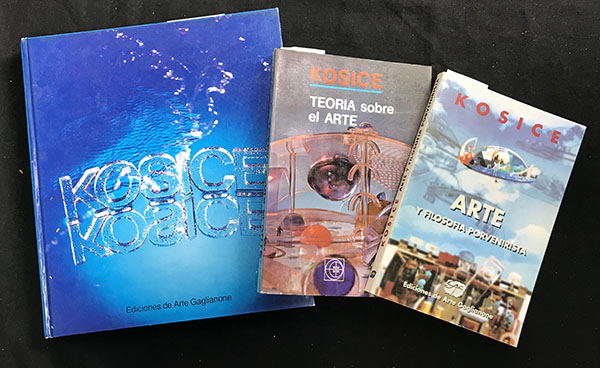 KOSICE
KOSICE
Ediciones de Arte Gaglianone
KOSICE
TEORIA sobre
el ARTE
KOSICE
ARTE
Y FILOSOFIA PORVENIRISTA
Ediciones de Arte Gaglianone